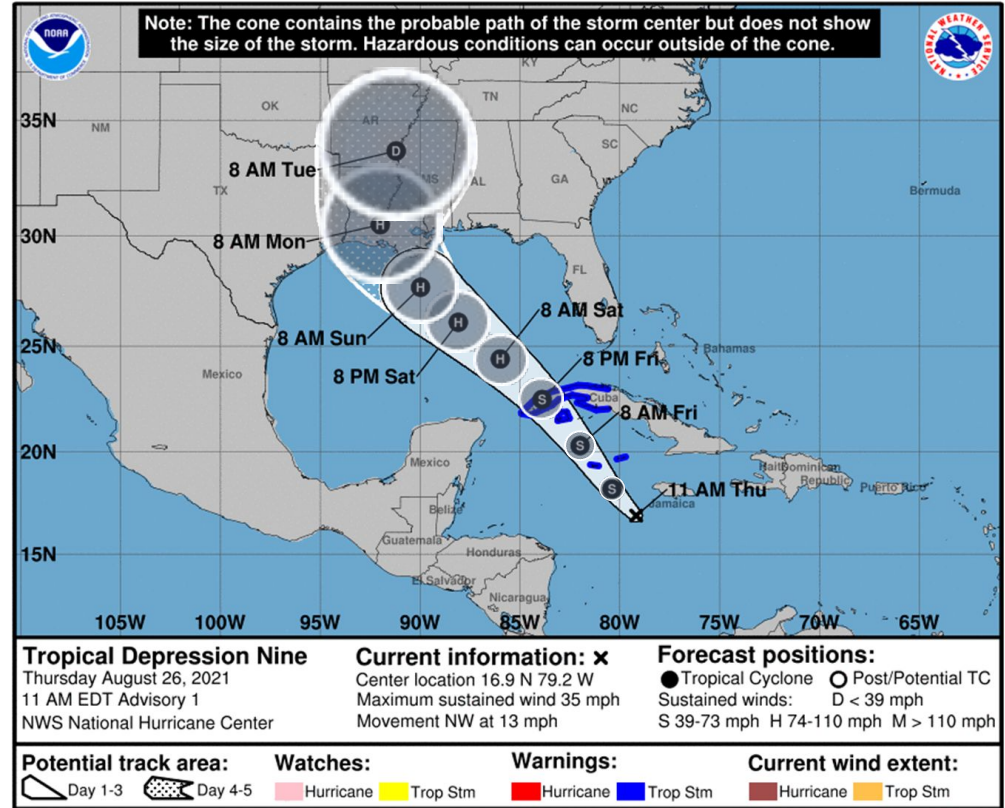 Note: The cone contains the probable path of the storm center but does not show
the size of the storm. Hazardous conditions can occur outside of the cone.
NOAA
NATIONAL WEATHER SERVICE
KY
VA
OK
TN
NC
35N
NM
AR
SC
8 AM Tue
D
MS
AL
GA
TX
Bermuda
8 AM Mon
H
30N
FL
H
8 AM Sun
8 AM Sat
H
8 PM Sat
H
8 PM Fri
25N
Bahamas
Mexico
S
Cuba
8 AM Fri
S
20N
Mexico
Haiti
Dominican
Republic
Puerto Rico
S
11 AM Thu
Jamaica
Belize
Guatemala
Honduras
15N
El Salvador
Nicaragua
105W 100W 95W 90W 85W 80W 75W 70W 65W
Tropical Depression Nine
Thursday August 26, 2021
11 AM EDT Advisory 1
NWS National Hurricane Center
Current information: x
Center location 16.9 N 79.2 W
Maximum sustained wind 35 mph
Movement NW at 13 mph
Forecast positions:
Tropical Cyclone Post/Potential TC
Sustained winds: D < 39 mph
S 39-73 mph H 74-110 mph M > 110 mph
Potential track area:
Day 1-3 Day 4-5
Watches:
Hurricane Trop Stm
Warnings:
Hurricane Trop Stm
Current wind extent:
Hurricane Trop Stm